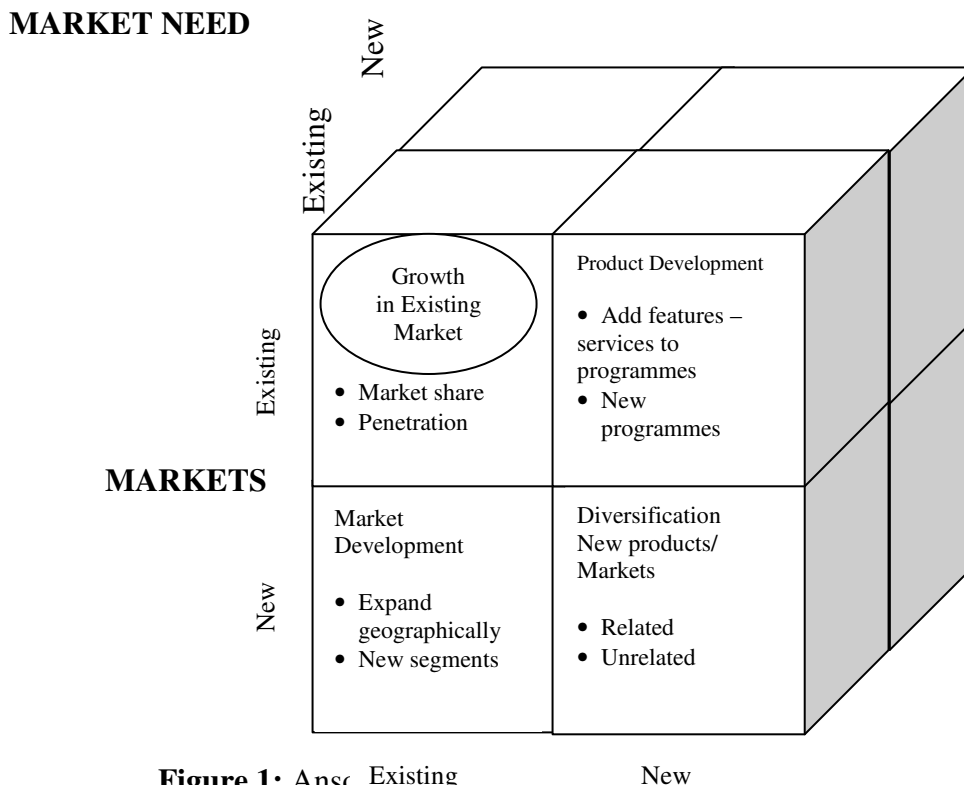 MARKET NEED
New
Existing
Growth
in Existing
Market
• Market share
• Penetration
Product Development
• Add features –
services to
programmes
• New
programmes
Existing
MARKETS
New
Market
Development
• Expand
geographically
• New segments
Diversification
New products/
Markets
• Related
• Unrelated
Figure 1:
Existing
New